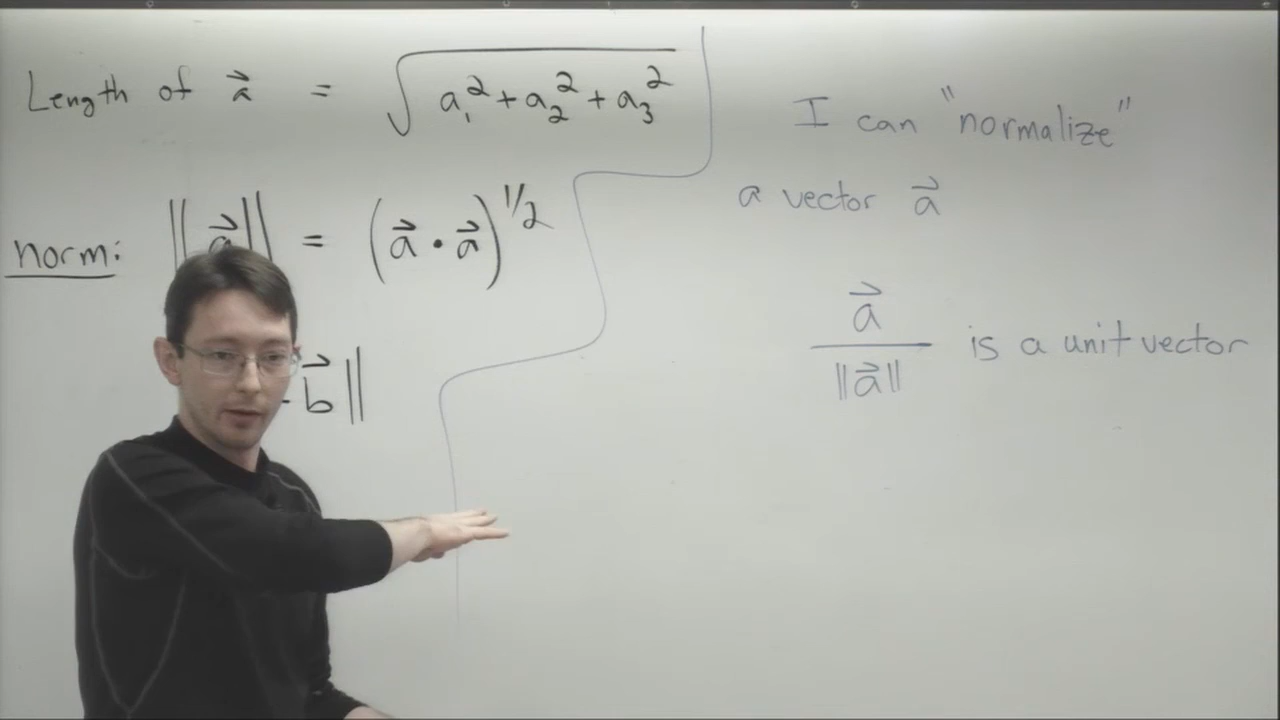 Length of a⃗ = √(a₁² + a₂² + a₃²)
norm: ‖a⃗‖ = (a⃗ · a⃗)^1/2
b⃗‖
I can "normalize"
a vector a⃗
a⃗
‖a⃗‖
is a unit vector